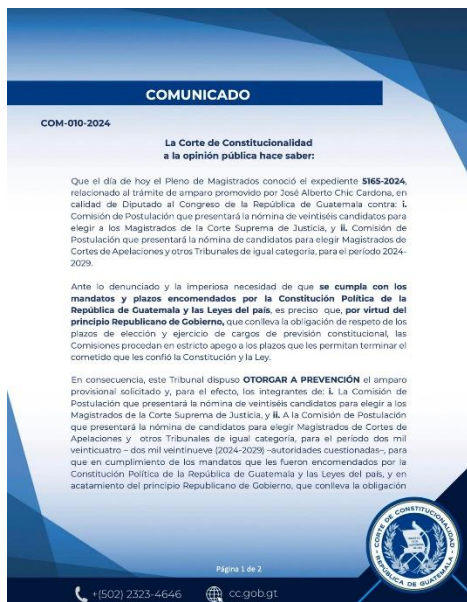 COMUNICADO
COM-010-2024
La Corte de Constitucionalidad
a la opinión pública hace saber:
Que el día de hoy el Pleno de Magistrados conoció el expediente 5165-2024,
relacionado al trámite de amparo promovido por José Alberto Chic Cardona, en
calidad de Diputado al Congreso de la República de Guatemala contra: i.
Comisión de Postulación que presentará la nómina de veintiséis candidatos para
elegir a los Magistrados de la Corte Suprema de Justicia, y ii. Comisión de
Postulación que presentará la nómina de candidatos para elegir Magistrados de
Cortes de Apelaciones y otros Tribunales de igual categoría, para el período 2024-
2029.
Ante lo denunciado y la imperiosa necesidad de que se cumpla con los
mandatos y plazos encomendados por la Constitución Política de la
República de Guatemala y las Leyes del país, es preciso que, por virtud del
principio Republicano de Gobierno, que conlleva la obligación de respeto de los
plazos de elección y ejercicio de cargos de previsión constitucional, las
Comisiones procedan en estricto apego a los plazos que les permitan terminar el
cometido que les confió la Constitución y la Ley.
En consecuencia, este Tribunal dispuso OTORGAR A PREVENCIÓN el amparo
provisional solicitado y, para el efecto, los integrantes de: i. La Comisión de
Postulación que presentará la nómina de veintiséis candidatos para elegir a los
Magistrados de la Corte Suprema de Justicia, y ii. A la Comisión de Postulación
que presentará la nómina de candidatos para elegir Magistrados de Cortes de
Apelaciones y otros Tribunales de igual categoría, para el período dos mil
veinticuatro – dos mil veintinueve (2024-2029) –autoridades cuestionadas–, para
que en cumplimiento de los mandatos que les fueron encomendados por la
Constitución Política de la República de Guatemala y las Leyes del país, y en
acatamiento del principio Republicano de Gobierno, que conlleva la obligación
CORTE DE CONSTITUCIONALIDAD
REPÚBLICA DE GUATEMALA
Página 1 de 2
+(502) 2323-4646
cc.gob.gt